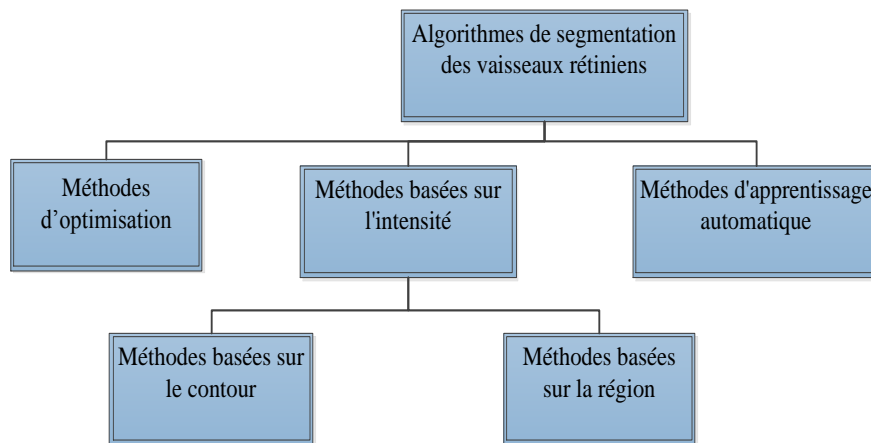 Algorithmes de segmentation
des vaisseaux rétiniens
Méthodes
d’optimisation
Méthodes basées sur
l'intensité
Méthodes d'apprentissage
automatique
Méthodes basées sur
le contour
Méthodes basées
sur la région